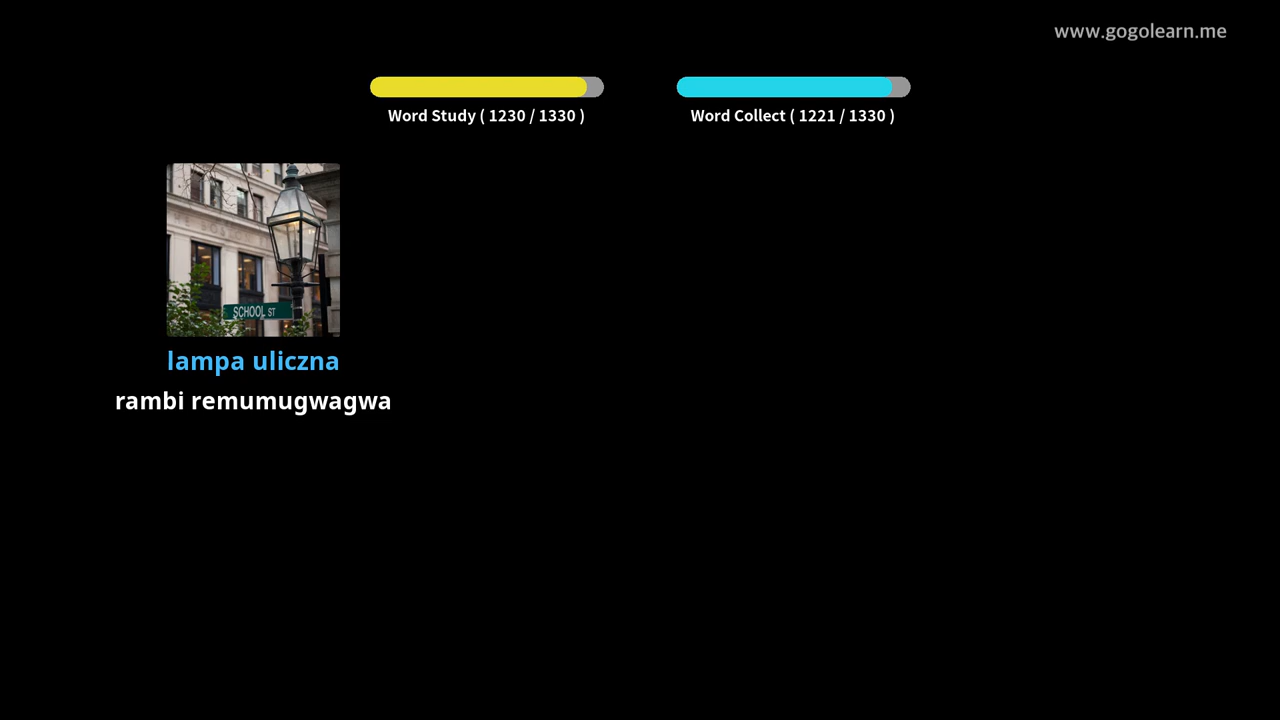 www.gogolearn.me
Word Study ( 1230 / 1330 )
Word Collect ( 1221 / 1330 )
SCHOOL ST
lampa uliczna
rambi remumugwagwa